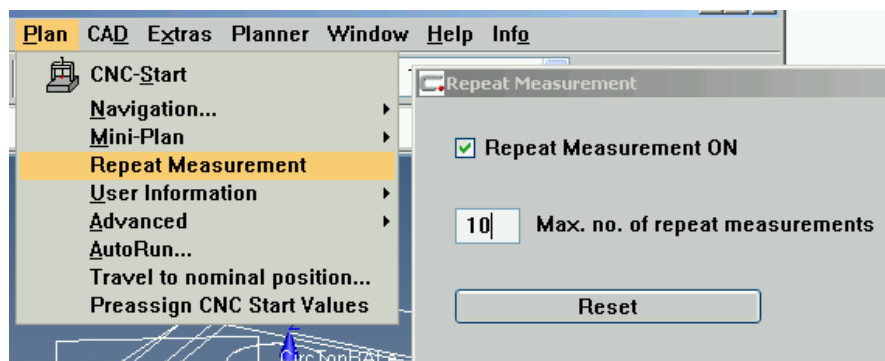 Plan CAD Extras Planner Window Help Info
CNC-Start
Navigation...
Mini-Plan
Repeat Measurement
User Information
Advanced
AutoRun...
Travel to nominal position...
Preassign CNC Start Values
Repeat Measurement
Repeat Measurement ON
10 Max. no. of repeat measurements
Reset